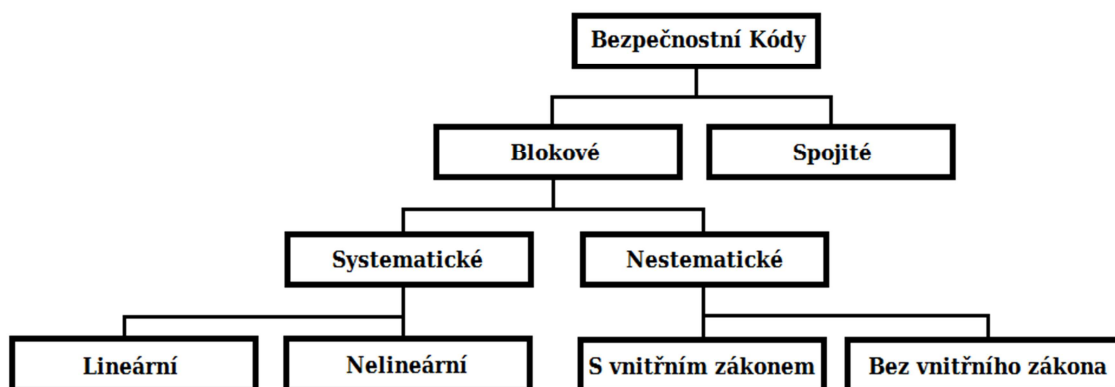 Bezpečnostní Kódy
Blokové
Spojité
Systematické
Nestematické
Lineární
Nelineární
S vnitřním zákonem
Bez vnitřního zákona